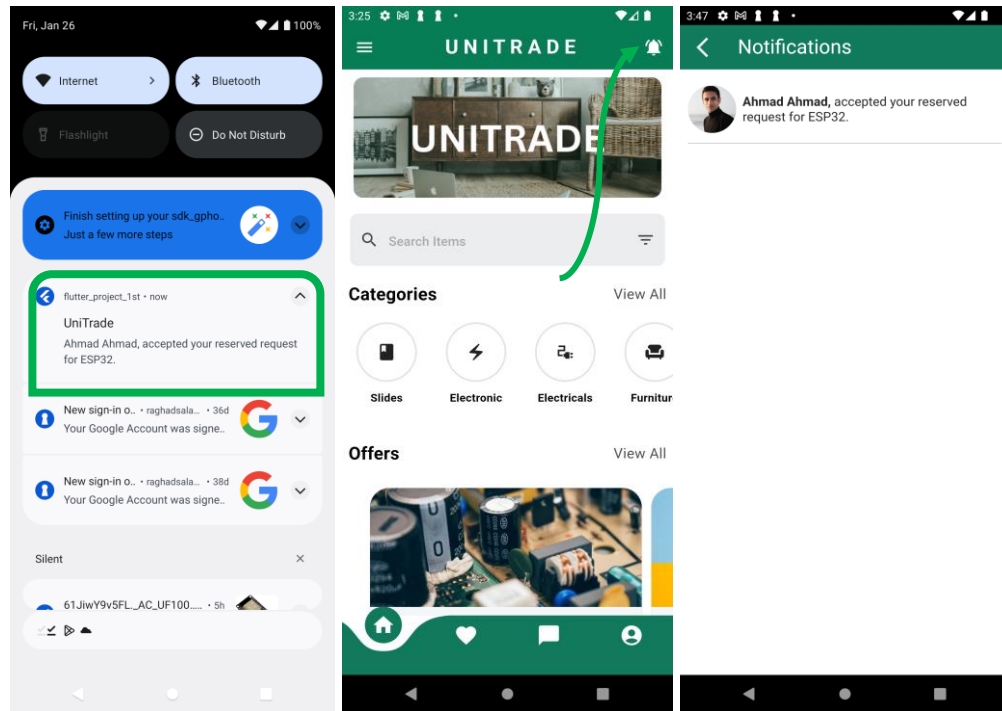 Fri, Jan 26
100%
Internet
Bluetooth
Flashlight
Do Not Disturb
Finish setting up your sdk_gpho..
Just a few more steps
flutter_project_1st • now
UniTrade
Ahmad Ahmad, accepted your reserved request
for ESP32.
New sign-in o.. • raghadsala.. • 36d
Your Google Account was signe..
New sign-in o.. • raghadsala.. • 38d
Your Google Account was signe..
Silent
61JiwY9v5FL._AC_UF100..... • 5h
3:25
UNITRADE
UNITRADE
Search Items
Categories
View All
Slides
Electronic
Electricals
Furnitur
Offers
View All
3:47
Notifications
Ahmad Ahmad, accepted your reserved
request for ESP32.